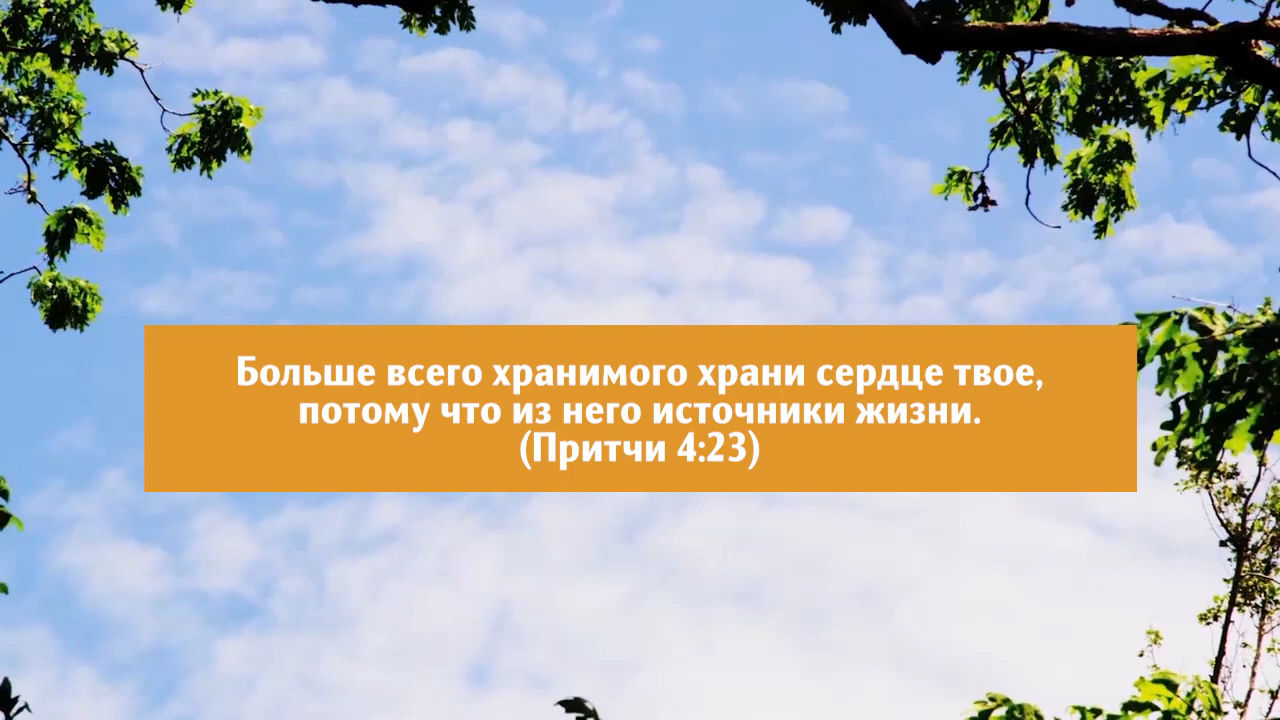 Больше всего хранимого храни сердце твое,
потому что из него источники жизни.
(Притчи 4:23)